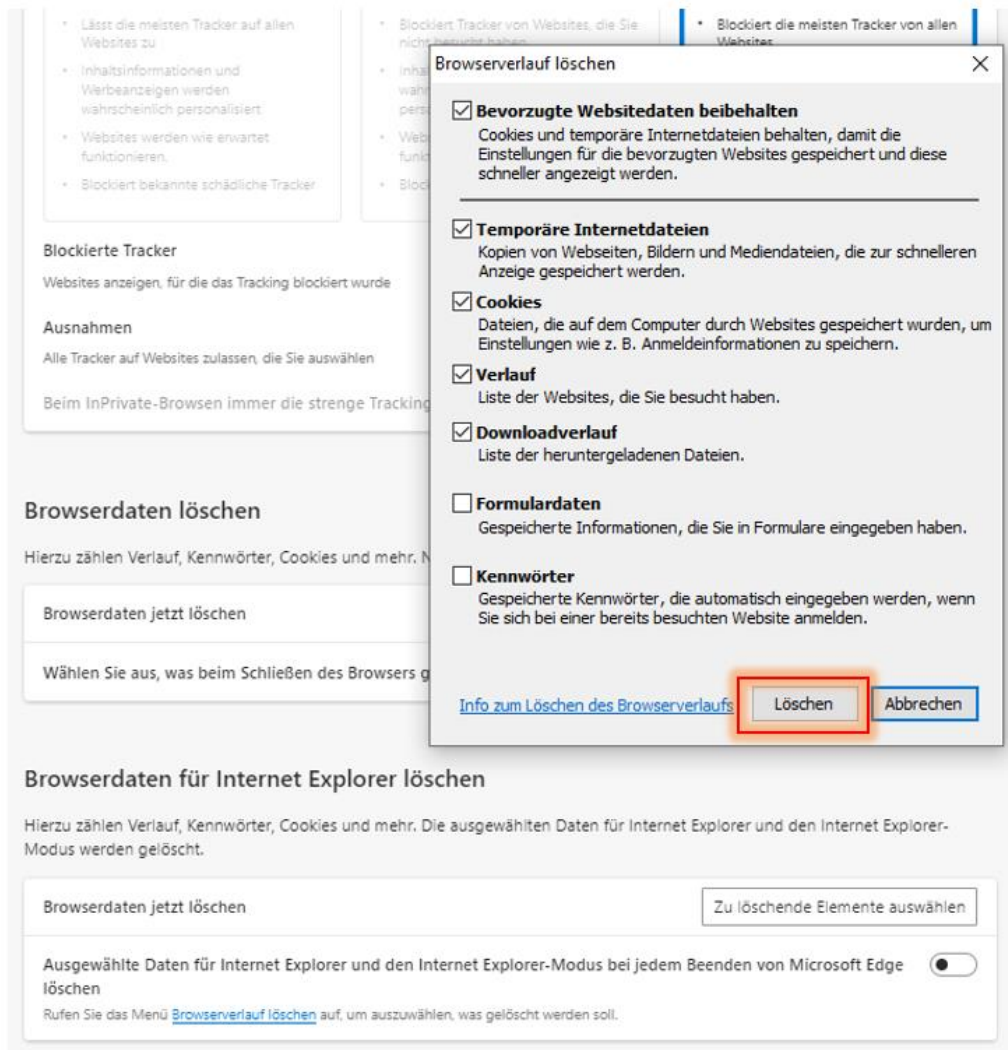 Lässt die meisten Tracker auf allen
Websites zu
Inhaltsinformationen und
Werbeanzeigen werden
wahrscheinlich personalisiert
Websites werden wie erwartet
funktionieren.
Blockiert bekannte schädliche Tracker
Blockiert Tracker von Websites, die Sie
nicht besucht haben
Blockiert die meisten Tracker von allen
Websites
Blockierte Tracker
Websites anzeigen, für die das Tracking blockiert wurde
Ausnahmen
Alle Tracker auf Websites zulassen, die Sie auswählen
Beim InPrivate-Browsen immer die strenge Tracking
Browserverlauf löschen
Bevorzugte Websitedaten beibehalten
Cookies und temporäre Internetdateien behalten, damit die
Einstellungen für die bevorzugten Websites gespeichert und diese
schneller angezeigt werden.
Temporäre Internetdateien
Kopien von Webseiten, Bildern und Mediendateien, die zur schnelleren
Anzeige gespeichert werden.
Cookies
Dateien, die auf dem Computer durch Websites gespeichert wurden, um
Einstellungen wie z. B. Anmeldeinformationen zu speichern.
Verlauf
Liste der Websites, die Sie besucht haben.
Downloadverlauf
Liste der heruntergeladenen Dateien.
Formulardaten
Gespeicherte Informationen, die Sie in Formulare eingegeben haben.
Kennwörter
Gespeicherte Kennwörter, die automatisch eingegeben werden, wenn
Sie sich bei einer bereits besuchten Website anmelden.
Info zum Löschen des Browserverlaufs
Löschen
Abbrechen
Browserdaten löschen
Hierzu zählen Verlauf, Kennwörter, Cookies und mehr. N
Browserdaten jetzt löschen
Wählen Sie aus, was beim Schließen des Browsers g
Browserdaten für Internet Explorer löschen
Hierzu zählen Verlauf, Kennwörter, Cookies und mehr. Die ausgewählten Daten für Internet Explorer und den Internet Explorer-
Modus werden gelöscht.
Browserdaten jetzt löschen
Zu löschende Elemente auswählen
Ausgewählte Daten für Internet Explorer und den Internet Explorer-Modus bei jedem Beenden von Microsoft Edge
löschen
Rufen Sie das Menü Browserverlauf löschen auf, um auszuwählen, was gelöscht werden soll.